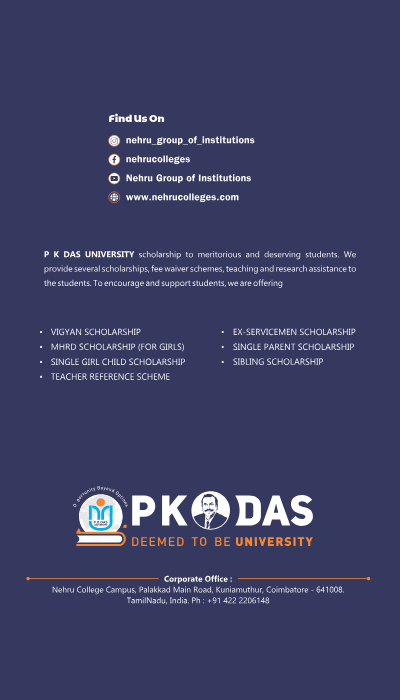 Find Us On
nehru_group_of_institutions
nehrucolleges
Nehru Group of Institutions
www.nehrucolleges.com
P K DAS UNIVERSITY scholarship to meritorious and deserving students. We
provide several scholarships, fee waiver schemes, teaching and research assistance to
the students. To encourage and support students, we are offering
• VIGYAN SCHOLARSHIP
• MHRD SCHOLARSHIP (FOR GIRLS)
• SINGLE GIRL CHILD SCHOLARSHIP
• TEACHER REFERENCE SCHEME
• EX-SERVICEMEN SCHOLARSHIP
• SINGLE PARENT SCHOLARSHIP
• SIBLING SCHOLARSHIP
PK DAS
DEEMED TO BE UNIVERSITY
Corporate Office :
Nehru College Campus, Palakkad Main Road, Kuniamuthur, Coimbatore - 641008.
TamilNadu, India. Ph : +91 422 2206148